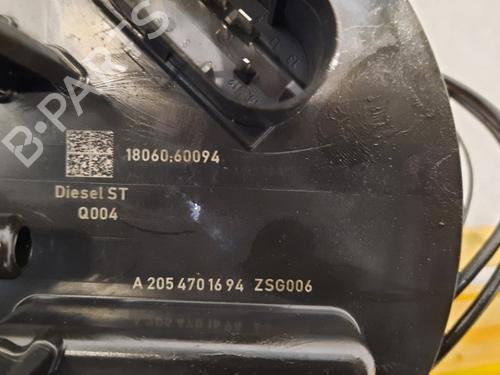 B-PARTS
18060;60094
Diesel ST
Q004
A 205 470 16 94 ZSG006